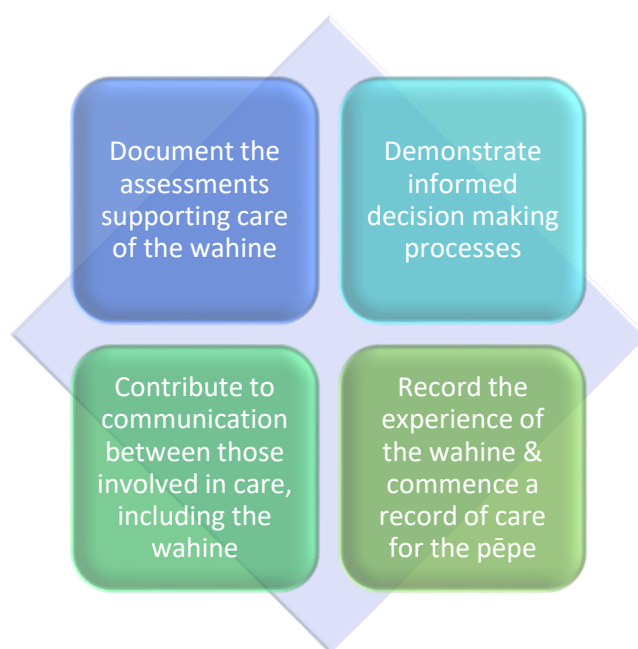 Document the
assessments
supporting care
of the wahine
Demonstrate
informed
decision making
processes
Contribute to
communication
between those
involved in care,
including the
wahine
Record the
experience of
the wahine &
commence a
record of care
for the pēpe